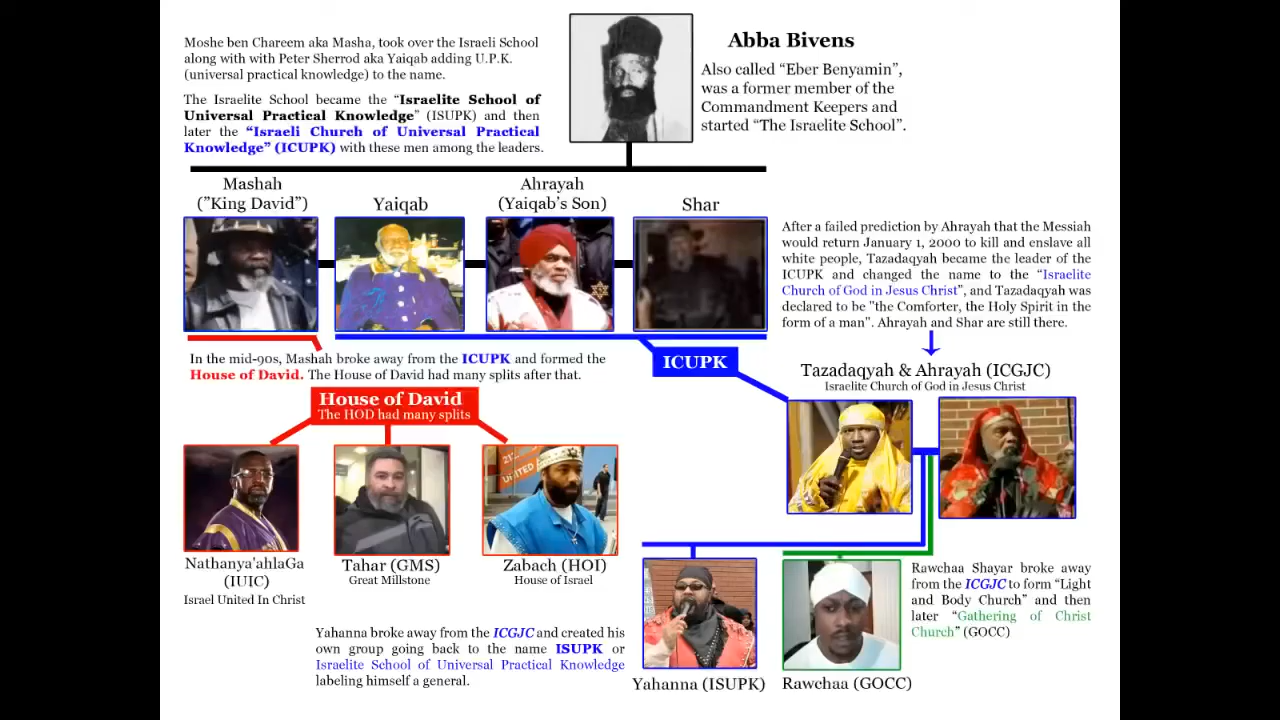 Moshe ben Chareem aka Masha, took over the Israeli School
along with with Peter Sherrod aka Yaiqab adding U.P.K.
(universal practical knowledge) to the name.
The Israelite School became the “Israelite School of
Universal Practical Knowledge” (ISUPK) and then
later the “Israeli Church of Universal Practical
Knowledge” (ICUPK) with these men among the leaders.
Abba Bivens
Also called “Eber Benyamin”,
was a former member of the
Commandment Keepers and
started “The Israelite School”.
Mashah
(”King David”)
Yaiqab
Ahrayah
(Yaiqab’s Son)
Shar
After a failed prediction by Ahrayah that the Messiah
would return January 1, 2000 to kill and enslave all
white people, Tazadaqyah became the leader of the
ICUPK and changed the name to the “Israelite
Church of God in Jesus Christ”, and Tazadaqyah was
declared to be "the Comforter, the Holy Spirit in the
form of a man". Ahrayah and Shar are still there.
In the mid-90s, Mashah broke away from the ICUPK and formed the
House of David. The House of David had many splits after that.
ICUPK
Tazadaqyah & Ahrayah (ICGJC)
Israelite Church of God in Jesus Christ
House of David
The HOD had many splits
212
UNITED
Nathanya'ahlaGa
(IUIC)
Israel United In Christ
Tahar (GMS)
Great Millstone
Zabach (HOI)
House of Israel
Rawchaa Shayar broke away
from the ICGJC to form “Light
and Body Church” and then
later “Gathering of Christ
Church” (GOCC)
Yahanna broke away from the ICGJC and created his
own group going back to the name ISUPK or
Israelite School of Universal Practical Knowledge
labeling himself a general.
Yahanna (ISUPK)
Rawchaa (GOCC)